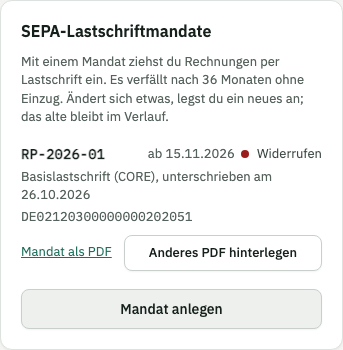 SEPA-Lastschriftmandate
Mit einem Mandat ziehst du Rechnungen per
Lastschrift ein. Es verfällt nach 36 Monaten ohne
Einzug. Ändert sich etwas, legst du ein neues an;
das alte bleibt im Verlauf.
RP-2026-01 ab 15.11.2026 Widerrufen
Basislastschrift (CORE), unterschrieben am
26.10.2026
DE02120300000000202051
Mandat als PDF Anderes PDF hinterlegen
Mandat anlegen